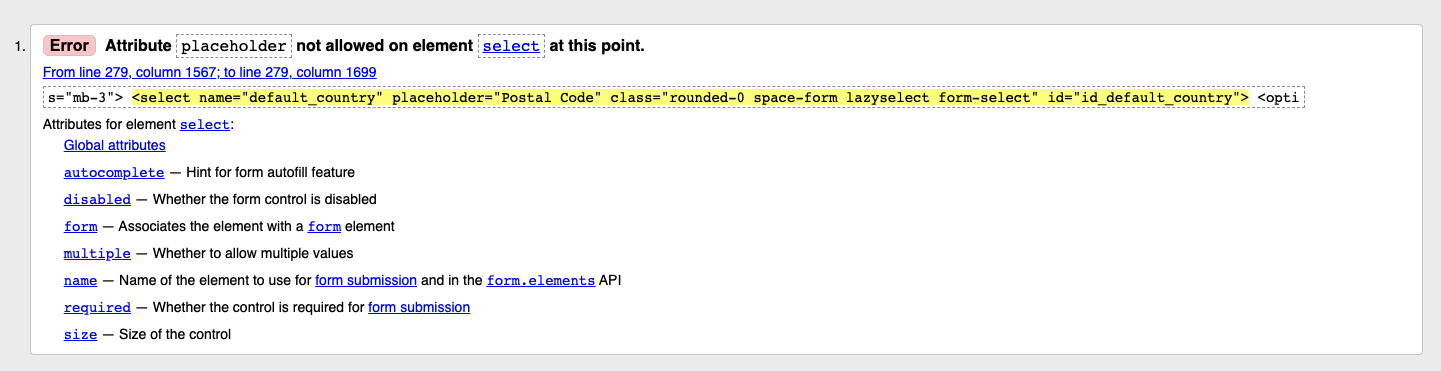 1. Error Attribute placeholder not allowed on element select at this point.
From line 279, column 1567; to line 279, column 1699
s="mb-3"> <select name="default_country" placeholder="Postal Code" class="rounded-0 space-form lazyselect form-select" id="id_default_country"> <opti
Attributes for element select:
Global attributes
autocomplete — Hint for form autofill feature
disabled — Whether the form control is disabled
form — Associates the element with a form element
multiple — Whether to allow multiple values
name — Name of the element to use for form submission and in the form.elements API
required — Whether the control is required for form submission
size — Size of the control